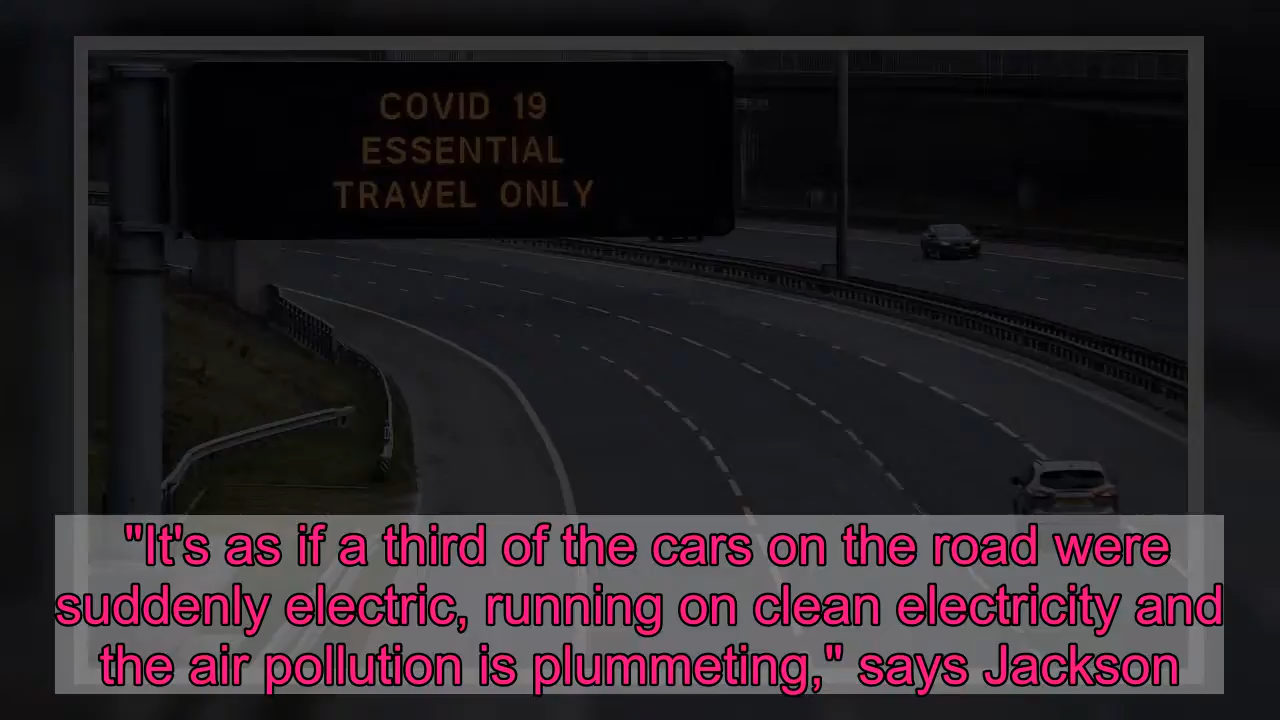 COVID 19
ESSENTIAL
TRAVEL ONLY
"It's as if a third of the cars on the road were
suddenly electric, running on clean electricity and
the air pollution is plummeting," says Jackson